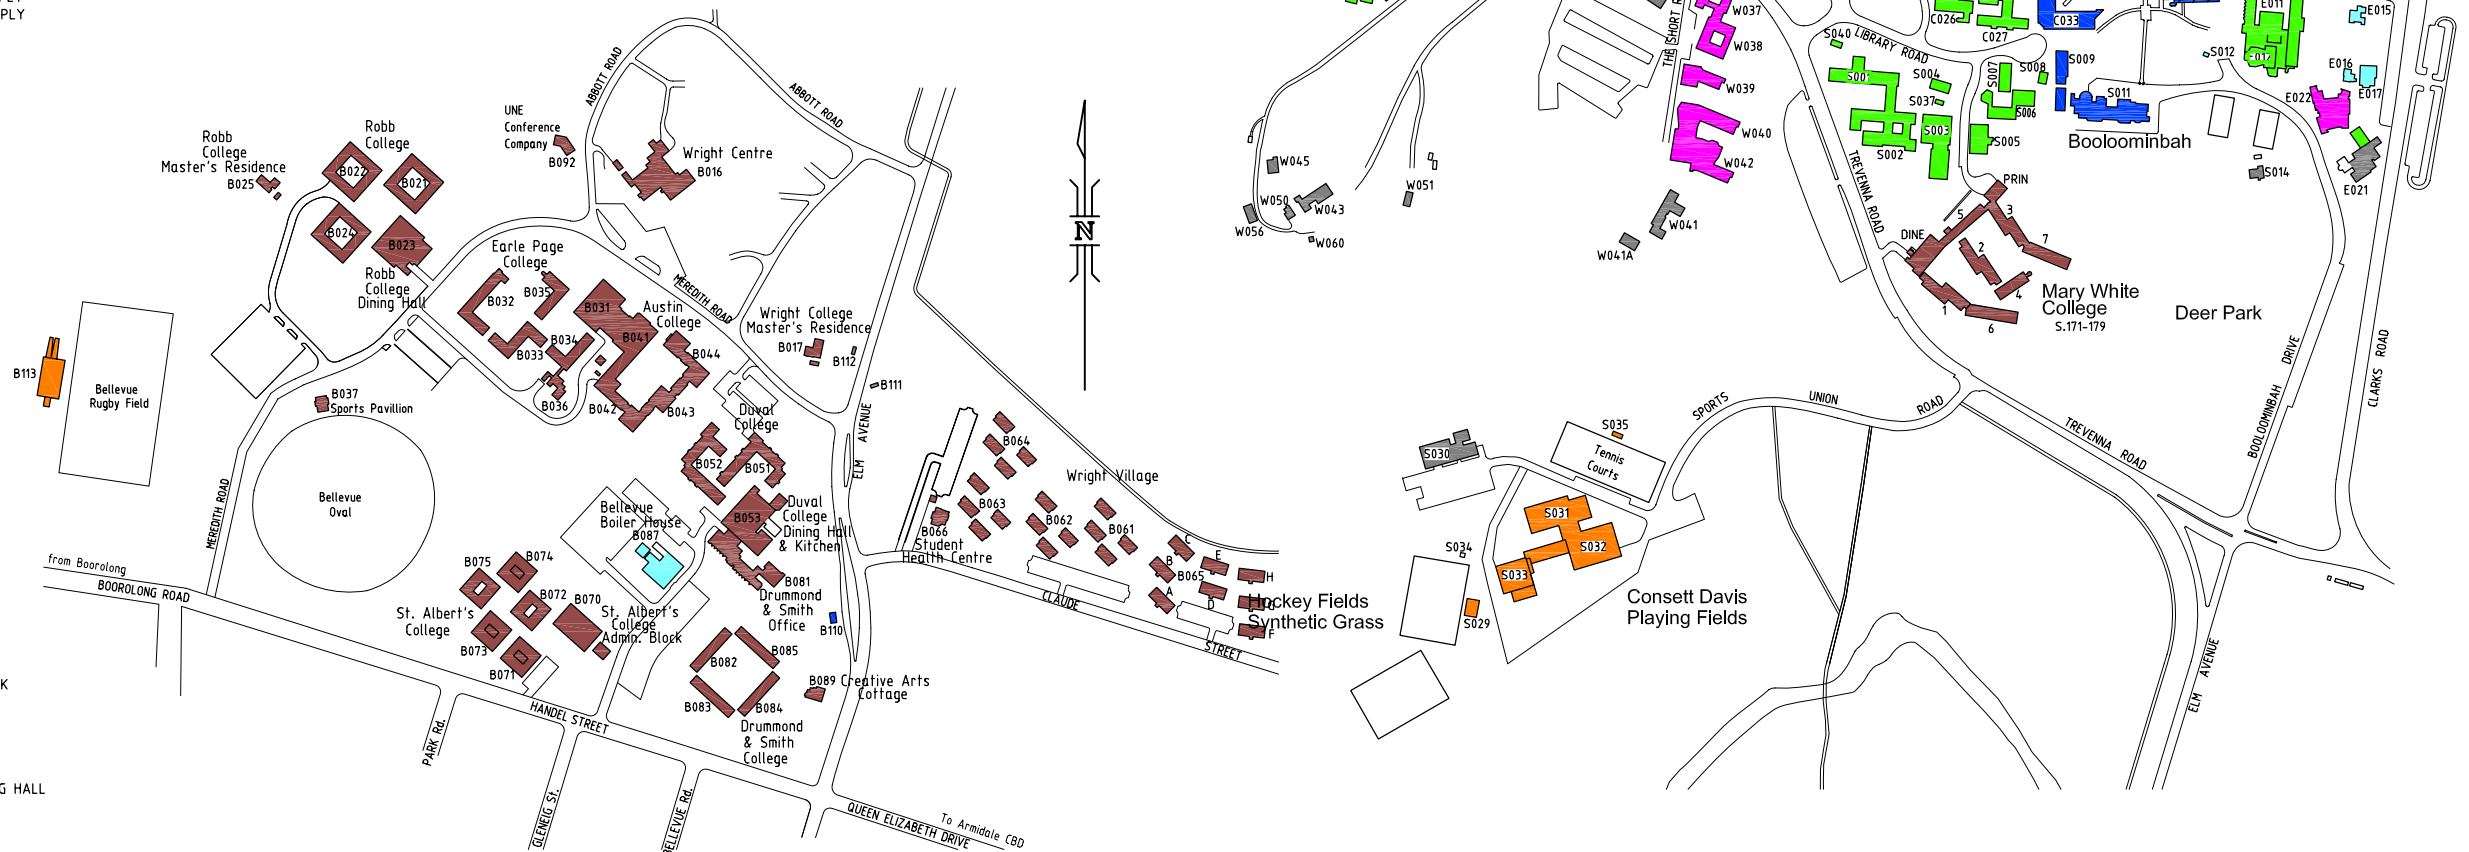 PLY
K
G HALL
ABBOTT ROAD
ABBOTT ROAD
UNE
Conference
Company
B092
Wright Centre
B016
Robb
College
Master's Residence
B025
Robb
College
B022
B021
B024
B023
Robb
College
Dining Hall
Earle Page
College
B032
B035
B031
B033
B034
B036
Austin
College
B041
B044
B042
B043
MEREDITH ROAD
Wright College
Master's Residence
B017
B112
B111
B113
Bellevue
Rugby Field
B037
Sports Pavillion
Bellevue
Oval
MEREDITH ROAD
Duval
College
B052
B051
B053
Duval
College
Dining Hall
& Kitchen
Bellevue
Boiler House
B087
B081
Drummond
& Smith
Office
B110
ELM AVENUE
from Boorolong
BOOROLONG ROAD
B075
B074
B072
B070
B073
B071
St. Albert's
College
St. Albert's
College
Admin. Block
B082
B085
B083
B084
B089 Creative Arts
Cottage
Drummond
& Smith
College
HANDEL STREET
PARK Rd.
GLENEIG St.
BELLEVUE Rd.
QUEEN ELIZABETH DRIVE
To Armidale CBD
B066
Student
Health Centre
B064
B063
B062
B061
Wright Village
B065
A
B
C
D
E
F
G
H
CLAUDE STREET
N
Hockey Fields
Synthetic Grass
W045
W050
W043
W056
W060
W051
THE SHORT R
W037
W038
W039
W040
W042
W041
W041A
S040
LIBRARY ROAD
C026
C027
C033
S001
S004
S037
S003
S002
S007
S008
S006
S005
S009
S011
Booloominbah
S012
E011
E012
E015
E016
E017
E022
E021
S014
TREVENNA ROAD
PRIN
DINE
5
3
2
7
4
1
6
Mary White
College
S.171-179
Deer Park
CLARKS ROAD
BOOLOOMINBAH DRIVE
SPORTS UNION ROAD
TREVENNA ROAD
S035
Tennis
Courts
S030
S031
S032
S033
S034
S029
Consett Davis
Playing Fields
ELM AVENUE